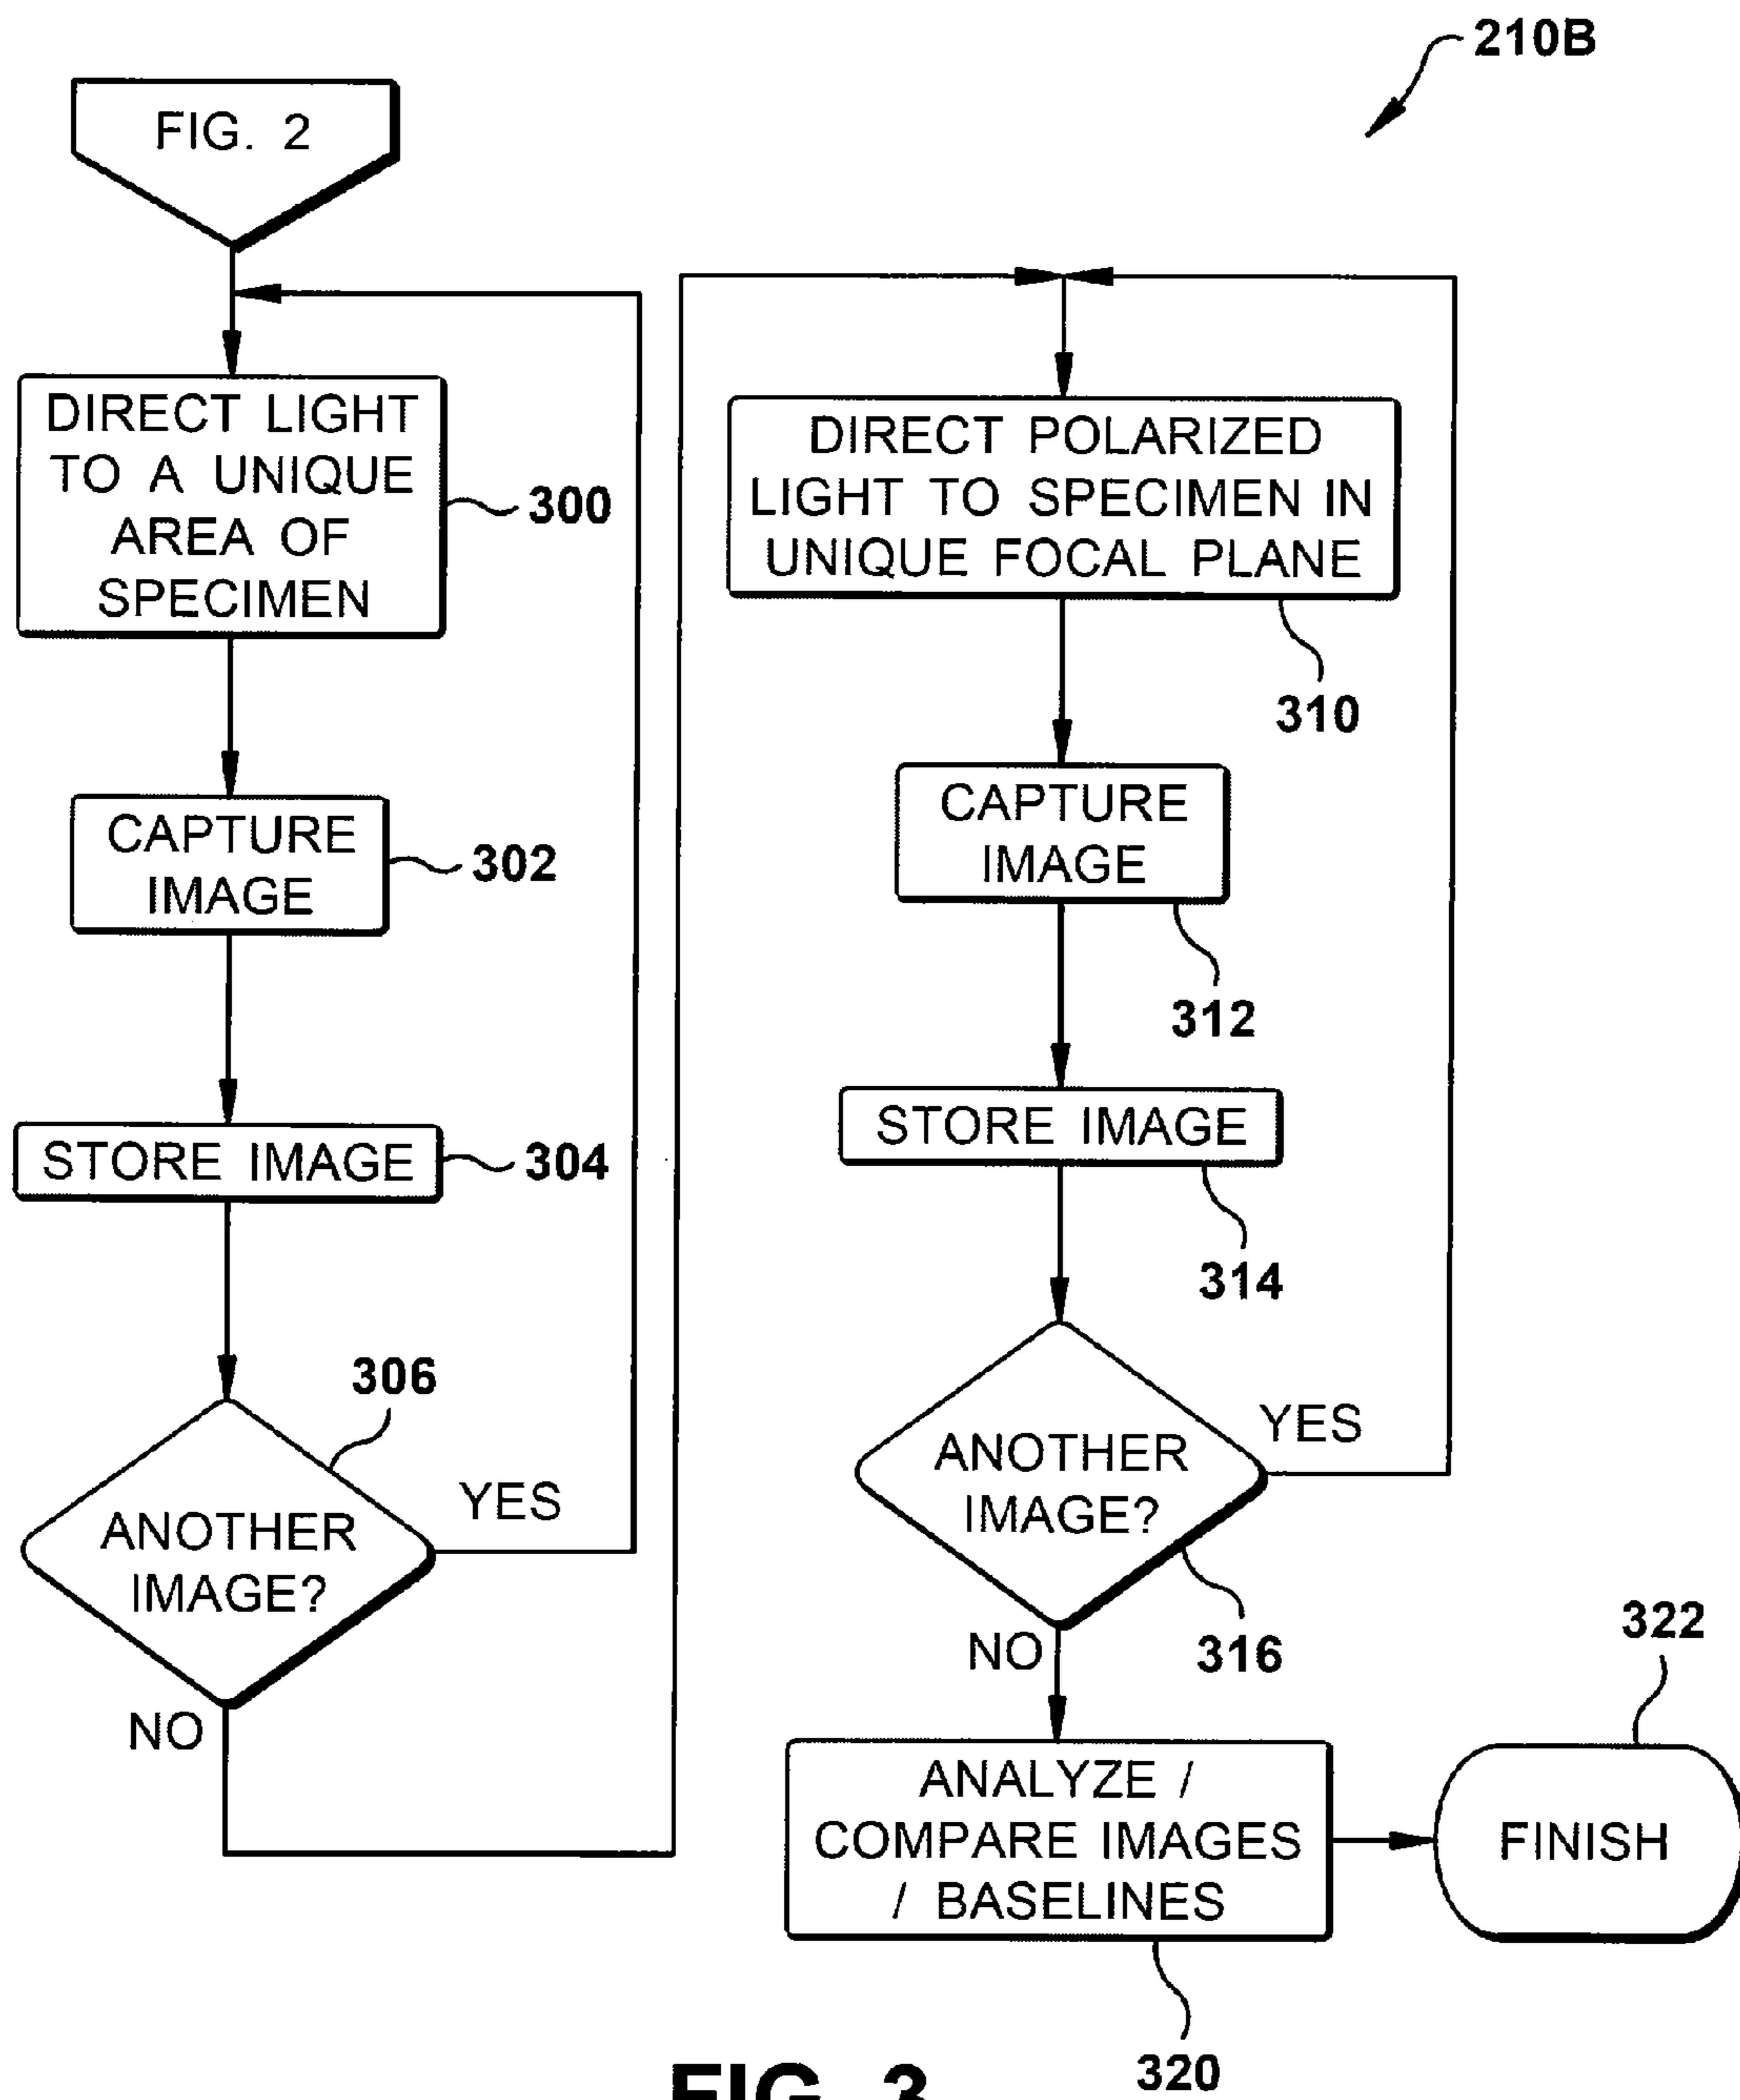 210B
FIG. 2
DIRECT LIGHT
TO A UNIQUE
AREA OF
SPECIMEN
300
CAPTURE
IMAGE
302
STORE IMAGE
304
306
ANOTHER
IMAGE?
YES
NO
DIRECT POLARIZED
LIGHT TO SPECIMEN IN
UNIQUE FOCAL PLANE
310
CAPTURE
IMAGE
312
STORE IMAGE
314
ANOTHER
IMAGE?
YES
316
NO
ANALYZE /
COMPARE IMAGES
/ BASELINES
320
322
FINISH
FIG. 3